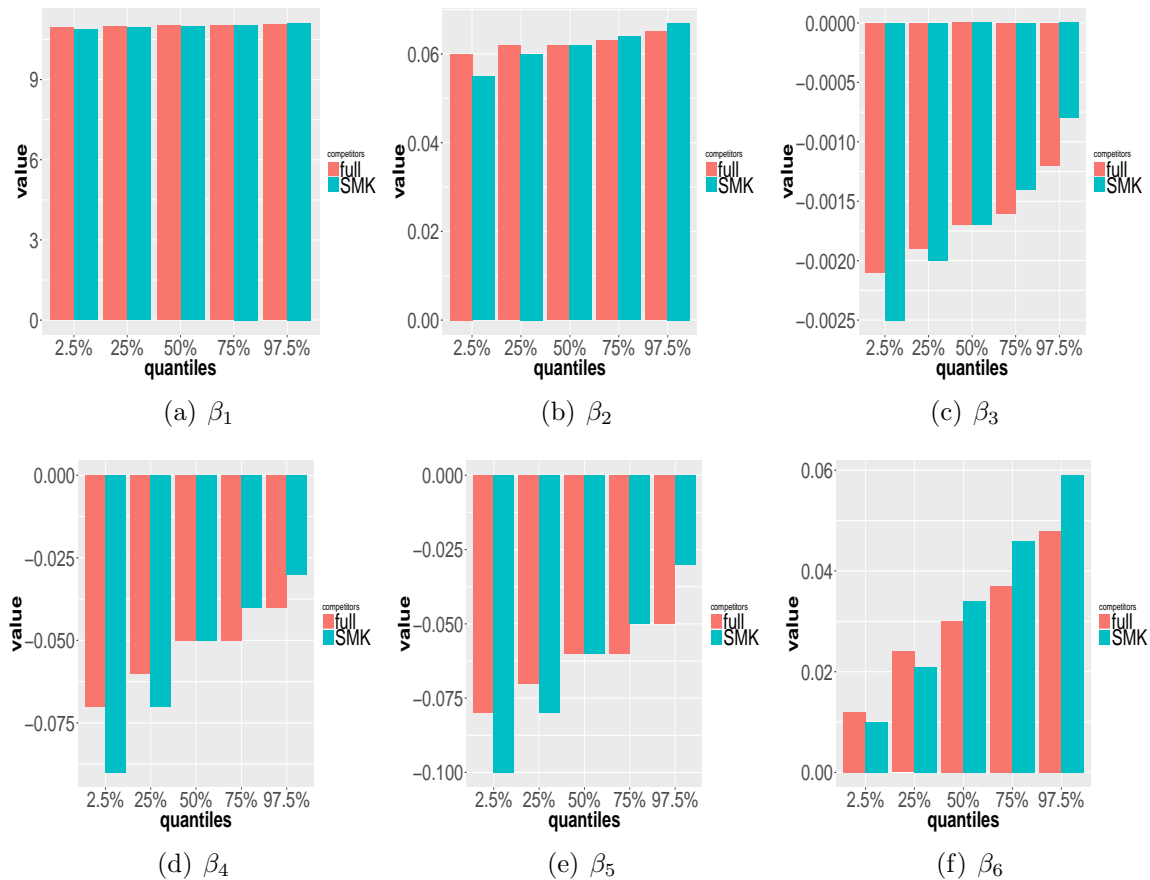 9
6
3
0
value
2.5% 25% 50% 75% 97.5%
quantiles
competitors
full
SMK
(a) β₁
0.06
0.04
0.02
0.00
value
2.5% 25% 50% 75% 97.5%
quantiles
competitors
full
SMK
(b) β₂
0.0000
−0.0005
−0.0010
−0.0015
−0.0020
−0.0025
value
2.5% 25% 50% 75% 97.5%
quantiles
competitors
full
SMK
(c) β₃
0.000
−0.025
−0.050
−0.075
value
2.5% 25% 50% 75% 97.5%
quantiles
competitors
full
SMK
(d) β₄
0.000
−0.025
−0.050
−0.075
−0.100
value
2.5% 25% 50% 75% 97.5%
quantiles
competitors
full
SMK
(e) β₅
0.06
0.04
0.02
0.00
value
2.5% 25% 50% 75% 97.5%
quantiles
competitors
full
SMK
(f) β₆